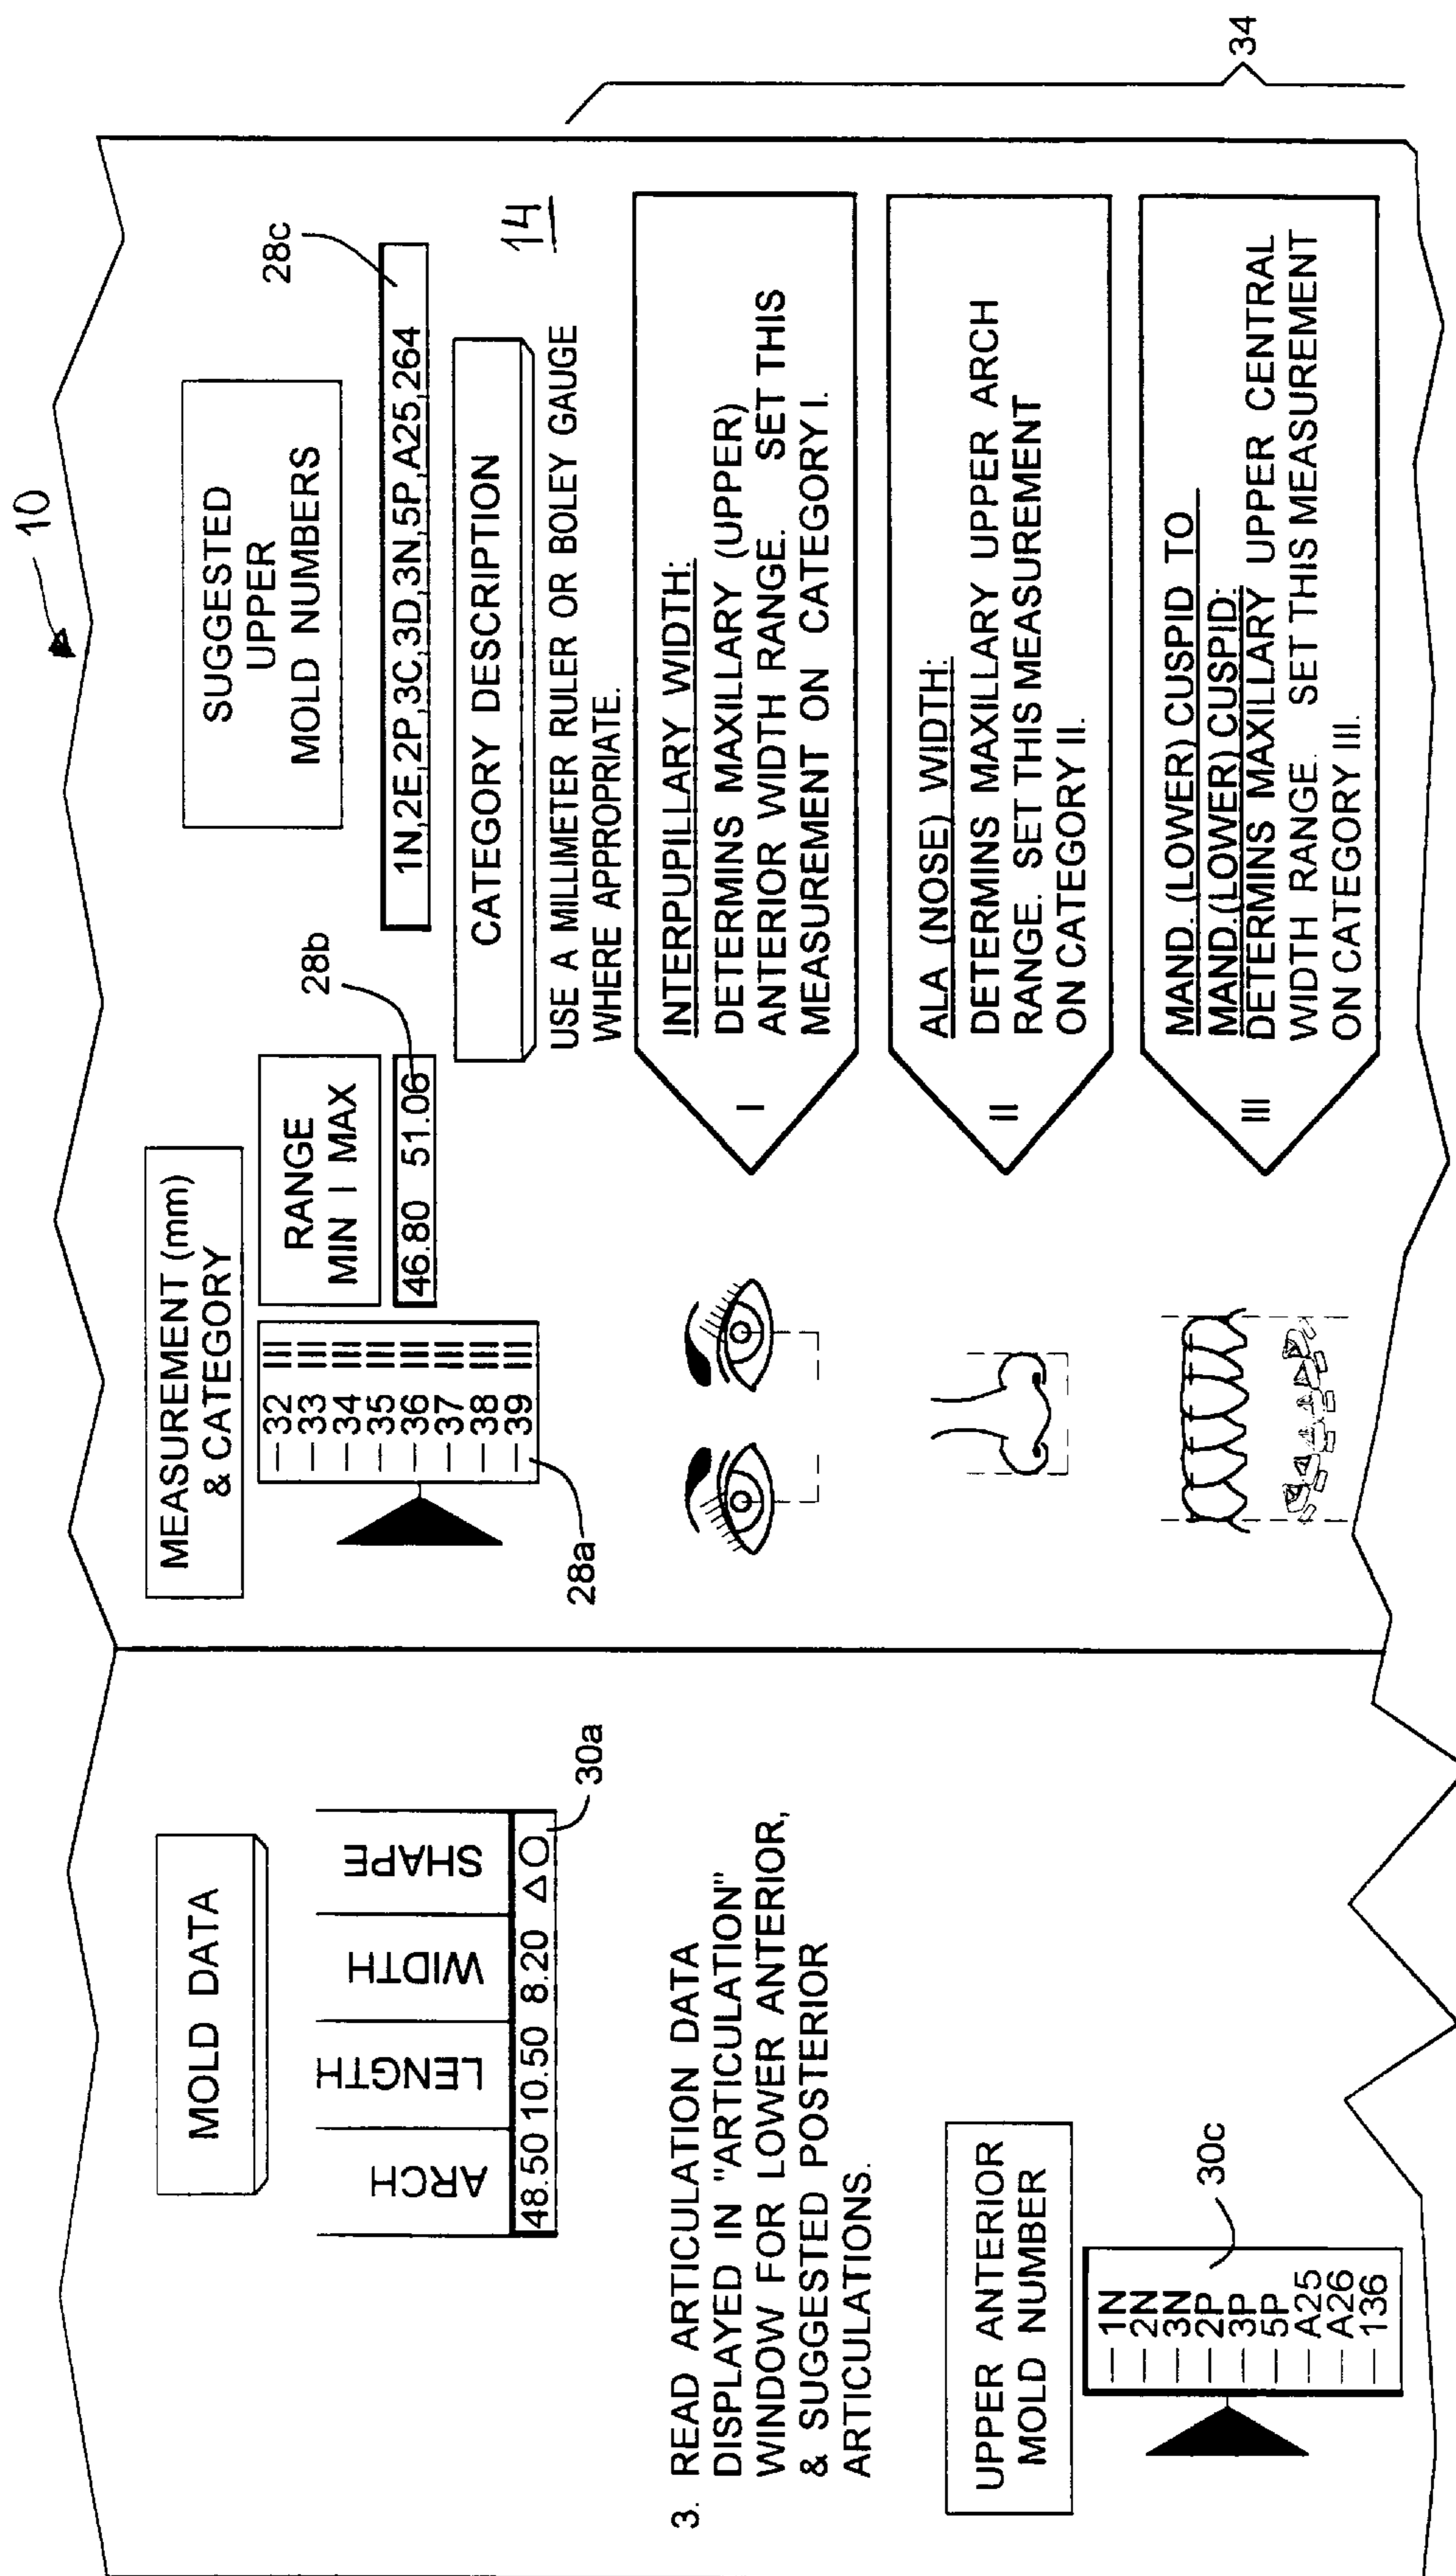 10
MOLD DATA
ARCH
LENGTH
WIDTH
SHAPE
48.50 10.50 8.20 △ ○
30a
3. READ ARTICULATION DATA
DISPLAYED IN "ARTICULATION"
WINDOW FOR LOWER ANTERIOR,
& SUGGESTED POSTERIOR
ARTICULATIONS.
UPPER ANTERIOR
MOLD NUMBER
— 1N
— 2N
— 3N
— 2P
— 3P
— 5P
— A25
— A26
— 136
30c
MEASUREMENT (mm)
& CATEGORY
— 32 III
— 33 III
— 34 III
— 35 III
— 36 III
— 37 III
— 38 III
— 39 III
28a
RANGE
MIN | MAX
46.80 51.06
28b
SUGGESTED
UPPER
MOLD NUMBERS
1N,2E,2P,3C,3D,3N,5P,A25,264
28c
CATEGORY DESCRIPTION
14
USE A MILLIMETER RULER OR BOLEY GAUGE
WHERE APPROPRIATE.
I
INTERPUPILLARY WIDTH:
DETERMINS MAXILLARY (UPPER)
ANTERIOR WIDTH RANGE. SET THIS
MEASUREMENT ON CATEGORY I.
II
ALA (NOSE) WIDTH:
DETERMINS MAXILLARY UPPER ARCH
RANGE. SET THIS MEASUREMENT
ON CATEGORY II.
III
MAND. (LOWER) CUSPID TO
MAND.(LOWER) CUSPID:
DETERMINS MAXILLARY UPPER CENTRAL
WIDTH RANGE. SET THIS MEASUREMENT
ON CATEGORY III.
34